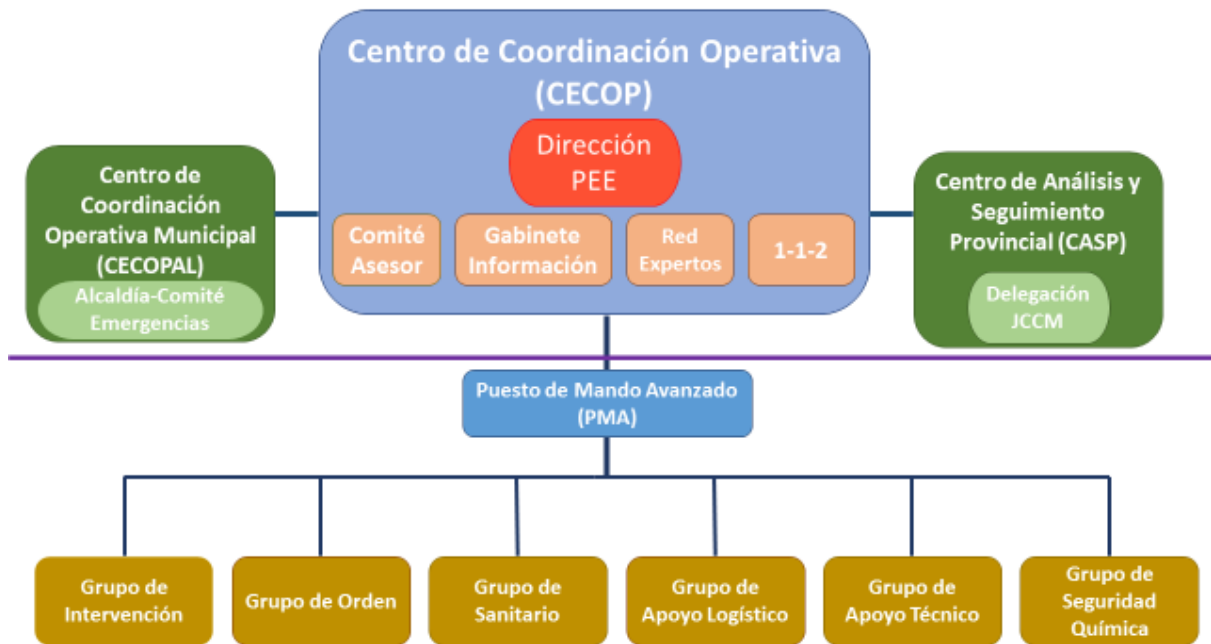 Centro de Coordinación Operativa
(CECOP)
Dirección
PEE
Centro de
Coordinación
Operativa Municipal
(CECOPAL)
Alcaldía-Comité
Emergencias
Comité
Asesor
Gabinete
Información
Red
Expertos
1-1-2
Centro de Análisis y
Seguimiento
Provincial (CASP)
Delegación
JCCM
Puesto de Mando Avanzado
(PMA)
Grupo de
Intervención
Grupo de Orden
Grupo de
Sanitario
Grupo de
Apoyo Logístico
Grupo de
Apoyo Técnico
Grupo de
Seguridad
Química